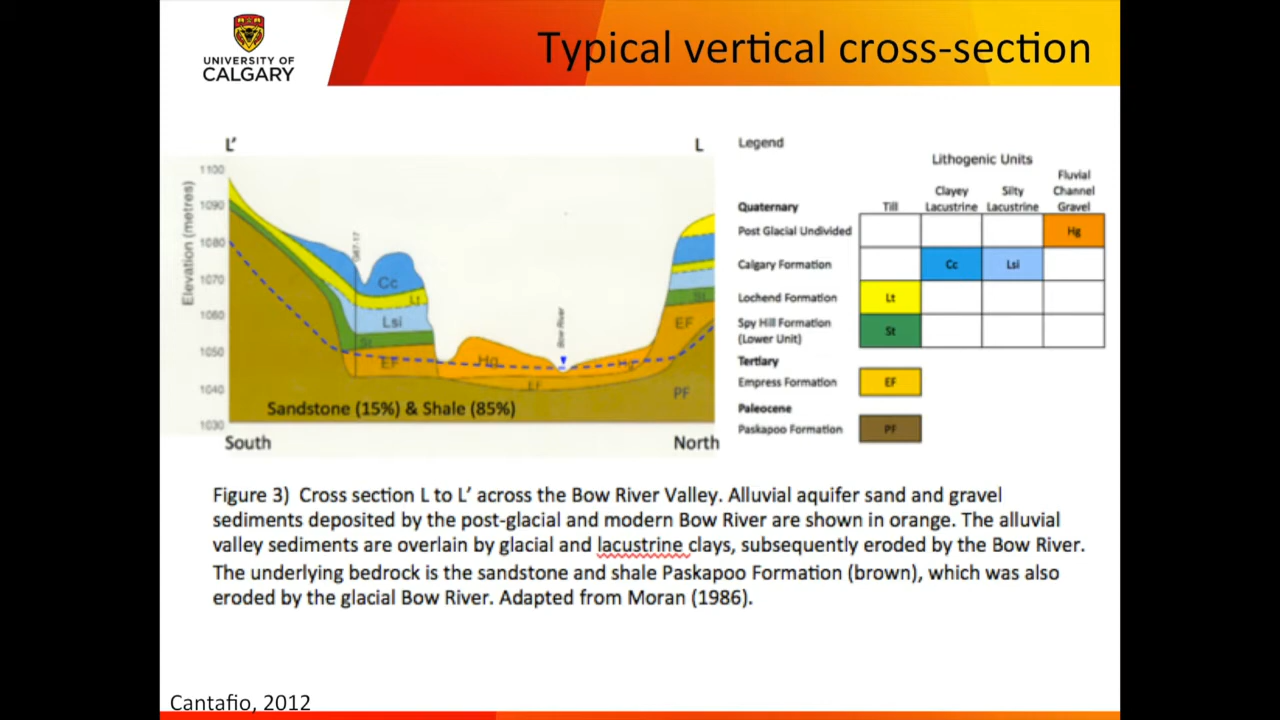 UNIVERSITY OF
CALGARY
Typical vertical cross-section
L’
L
Elevation (metres)
1100
1090
1080
1070
1060
1050
1040
1030
Cc
Lt
Lsi
St
EF
Hg
EF
Bow River
Hg
St
EF
PF
Sandstone (15%) & Shale (85%)
South
North
Legend
Lithogenic Units
Till
Clayey
Lacustrine
Silty
Lacustrine
Fluvial
Channel
Gravel
Quaternary
Post Glacial Undivided
Hg
Calgary Formation
Cc
Lsi
Lochend Formation
Lt
Spy Hill Formation
(Lower Unit)
St
Tertiary
Empress Formation
EF
Paleocene
Paskapoo Formation
PF
Figure 3) Cross section L to L’ across the Bow River Valley. Alluvial aquifer sand and gravel
sediments deposited by the post-glacial and modern Bow River are shown in orange. The alluvial
valley sediments are overlain by glacial and lacustrine clays, subsequently eroded by the Bow River.
The underlying bedrock is the sandstone and shale Paskapoo Formation (brown), which was also
eroded by the glacial Bow River. Adapted from Moran (1986).
Cantafio, 2012